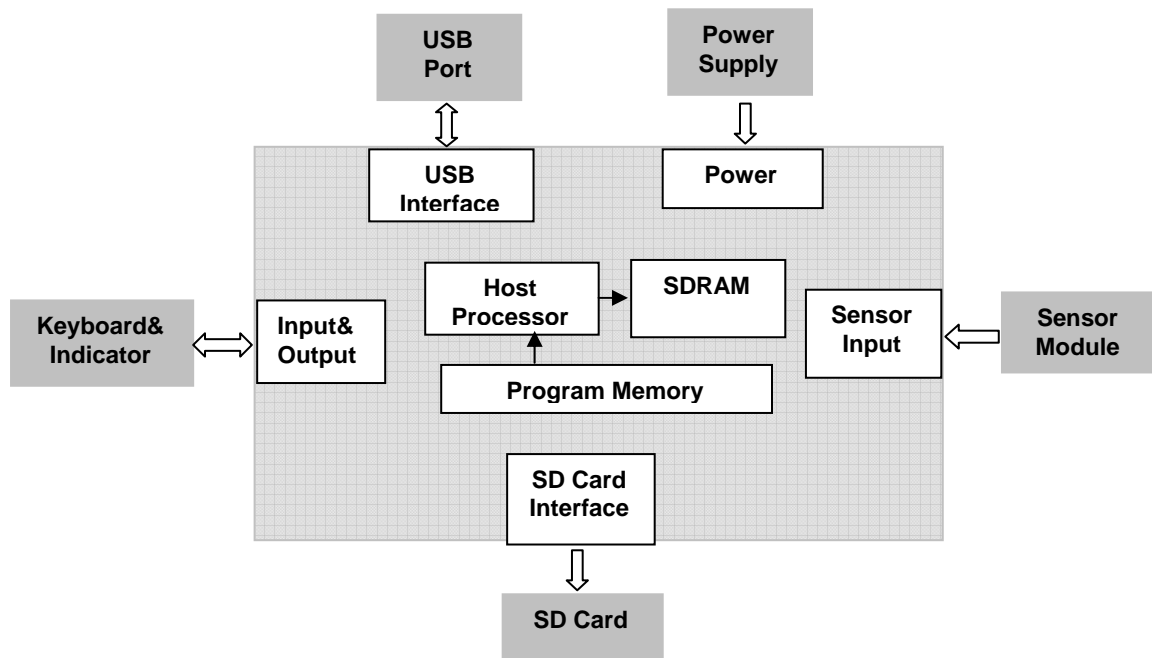 USB
Port
Power
Supply
USB
Interface
Power
Host
Processor
SDRAM
Keyboard&
Indicator
Input&
Output
Sensor
Input
Sensor
Module
Program Memory
SD Card
Interface
SD Card